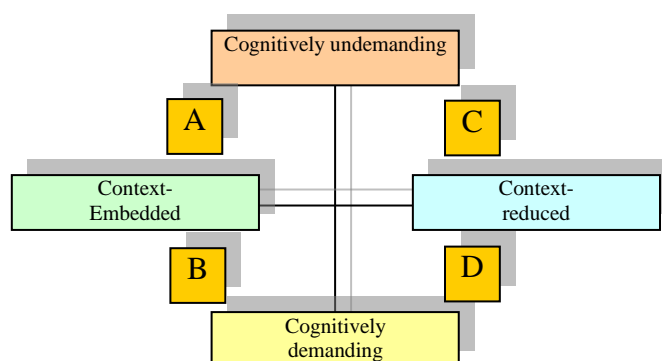 Cognitively undemanding
A
C
Context-
Embedded
Context-
reduced
B
D
Cognitively
demanding